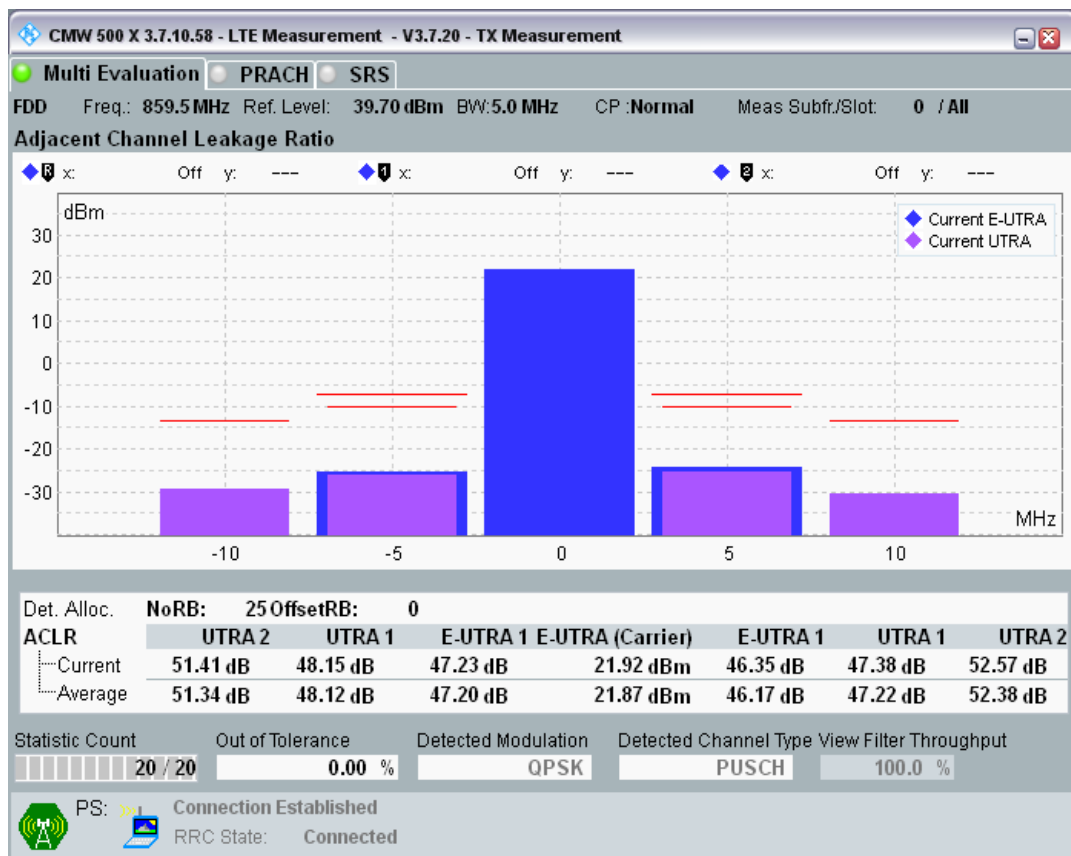 CMW 500 X 3.7.10.58 - LTE Measurement - V3.7.20 - TX Measurement
Multi Evaluation PRACH SRS
FDD Freq.: 859.5 MHz Ref. Level: 39.70 dBm BW:5.0 MHz CP :Normal Meas Subfr./Slot: 0 / All
Adjacent Channel Leakage Ratio
R x: Off y: --- 1 x: Off y: --- 2 x: Off y: ---
dBm
Current E-UTRA
Current UTRA
30
20
10
0
-10
-20
-30
MHz
-10 -5 0 5 10
Det. Alloc. NoRB: 25 OffsetRB: 0
ACLR UTRA 2 UTRA 1 E-UTRA 1 E-UTRA (Carrier) E-UTRA 1 UTRA 1 UTRA 2
Current 51.41 dB 48.15 dB 47.23 dB 21.92 dBm 46.35 dB 47.38 dB 52.57 dB
Average 51.34 dB 48.12 dB 47.20 dB 21.87 dBm 46.17 dB 47.22 dB 52.38 dB
Statistic Count Out of Tolerance Detected Modulation Detected Channel Type View Filter Throughput
20 / 20 0.00 % QPSK PUSCH 100.0 %
PS: Connection Established
RRC State: Connected